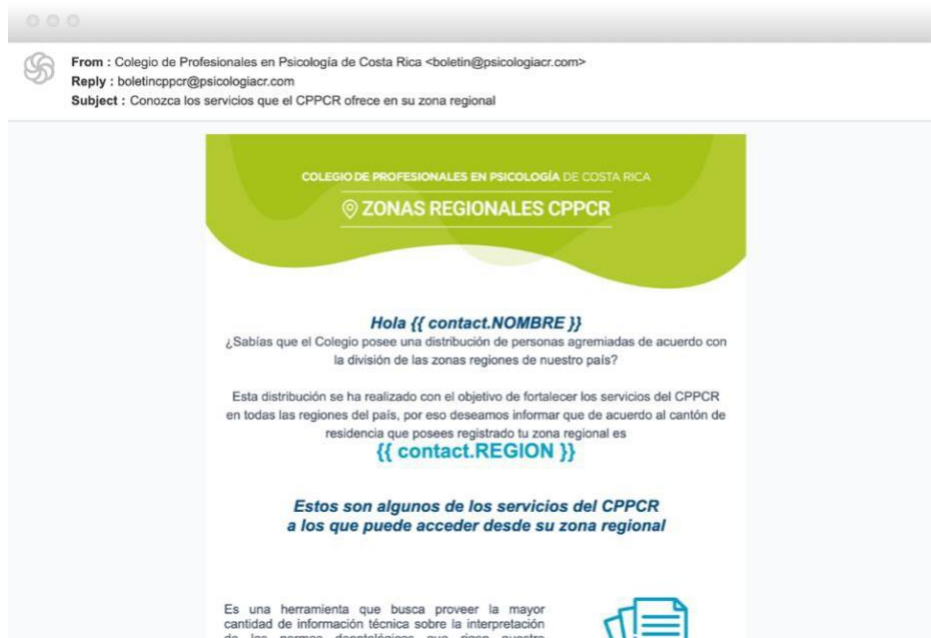 From : Colegio de Profesionales en Psicología de Costa Rica <boletin@psicologiacr.com>
Reply : boletincppcr@psicologiacr.com
Subject : Conozca los servicios que el CPPCR ofrece en su zona regional
COLEGIO DE PROFESIONALES EN PSICOLOGÍA DE COSTA RICA
ZONAS REGIONALES CPPCR
Hola {{ contact.NOMBRE }}
¿Sabías que el Colegio posee una distribución de personas agremiadas de acuerdo con
la división de las zonas regiones de nuestro país?
Esta distribución se ha realizado con el objetivo de fortalecer los servicios del CPPCR
en todas las regiones del país, por eso deseamos informar que de acuerdo al cantón de
residencia que posees registrado tu zona regional es
{{ contact.REGION }}
Estos son algunos de los servicios del CPPCR
a los que puede acceder desde su zona regional
Es una herramienta que busca proveer la mayor
cantidad de información técnica sobre la interpretación
de las normas deontológicas que rigen nuestro